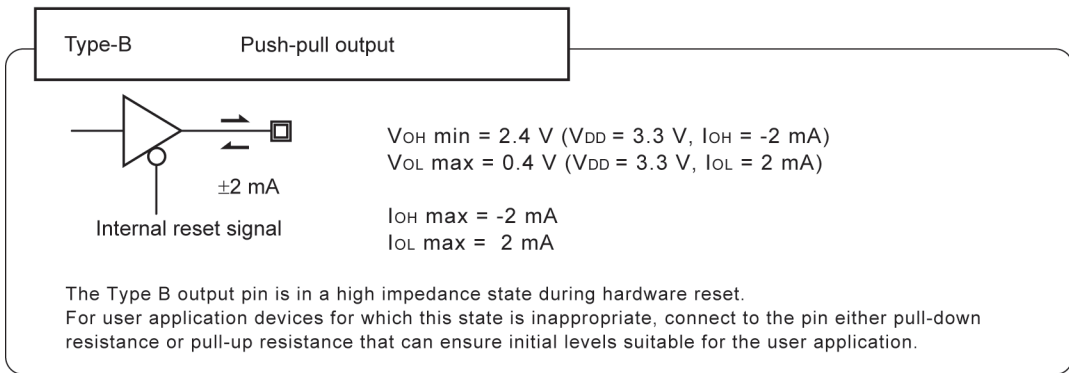 Type-B Push-pull output
VOH min = 2.4 V (VDD = 3.3 V, IOH = -2 mA)
VOL max = 0.4 V (VDD = 3.3 V, IOL = 2 mA)
±2 mA
IOH max = -2 mA
Internal reset signal
IOL max = 2 mA
The Type B output pin is in a high impedance state during hardware reset.
For user application devices for which this state is inappropriate, connect to the pin either pull-down
resistance or pull-up resistance that can ensure initial levels suitable for the user application.